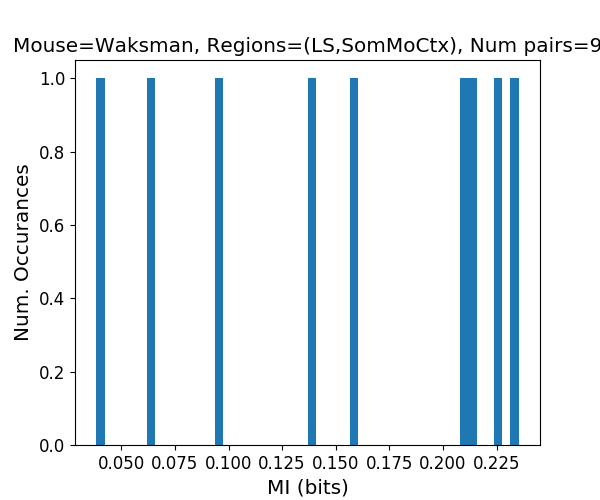 Mouse=Waksman, Regions=(LS,SomMoCtx), Num pairs=9
1.0
0.8
0.6
0.4
0.2
0.0
Num. Occurances
0.050 0.075 0.100 0.125 0.150 0.175 0.200 0.225
MI (bits)